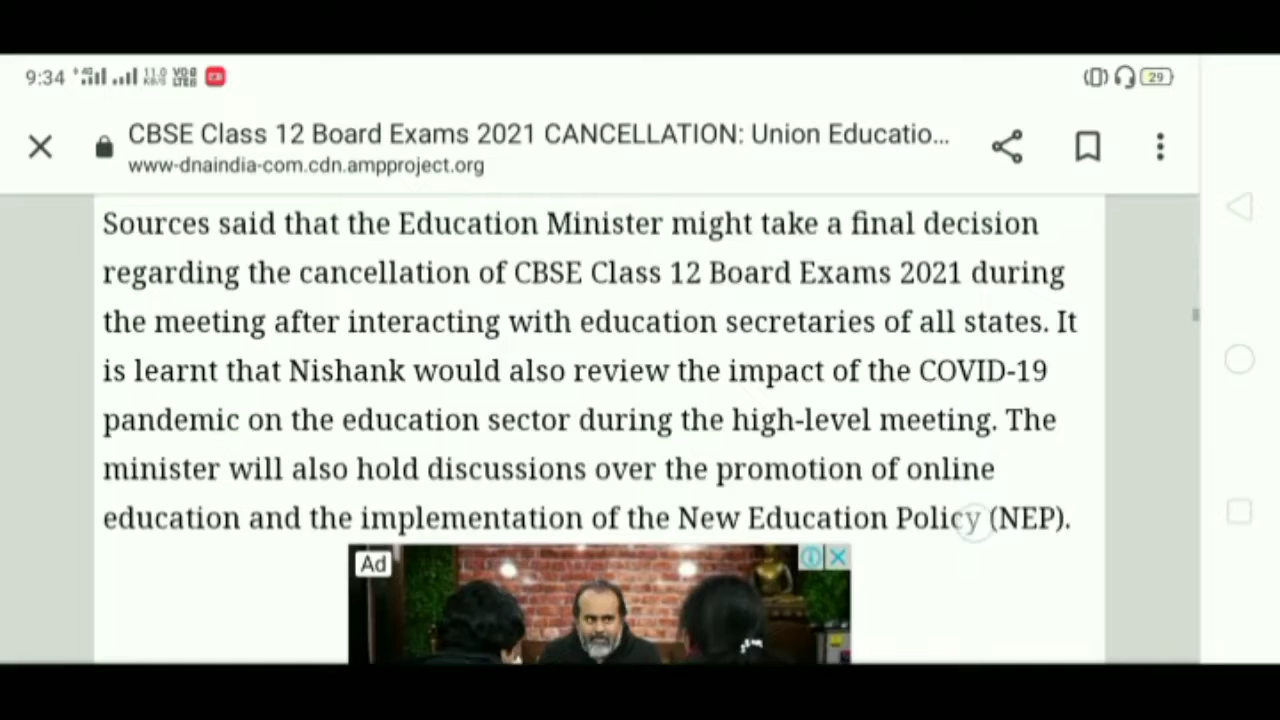 9:34
29
CBSE Class 12 Board Exams 2021 CANCELLATION: Union Educatio...
www-dnaindia-com.cdn.ampproject.org
Sources said that the Education Minister might take a final decision
regarding the cancellation of CBSE Class 12 Board Exams 2021 during
the meeting after interacting with education secretaries of all states. It
is learnt that Nishank would also review the impact of the COVID-19
pandemic on the education sector during the high-level meeting. The
minister will also hold discussions over the promotion of online
education and the implementation of the New Education Policy (NEP).
Ad